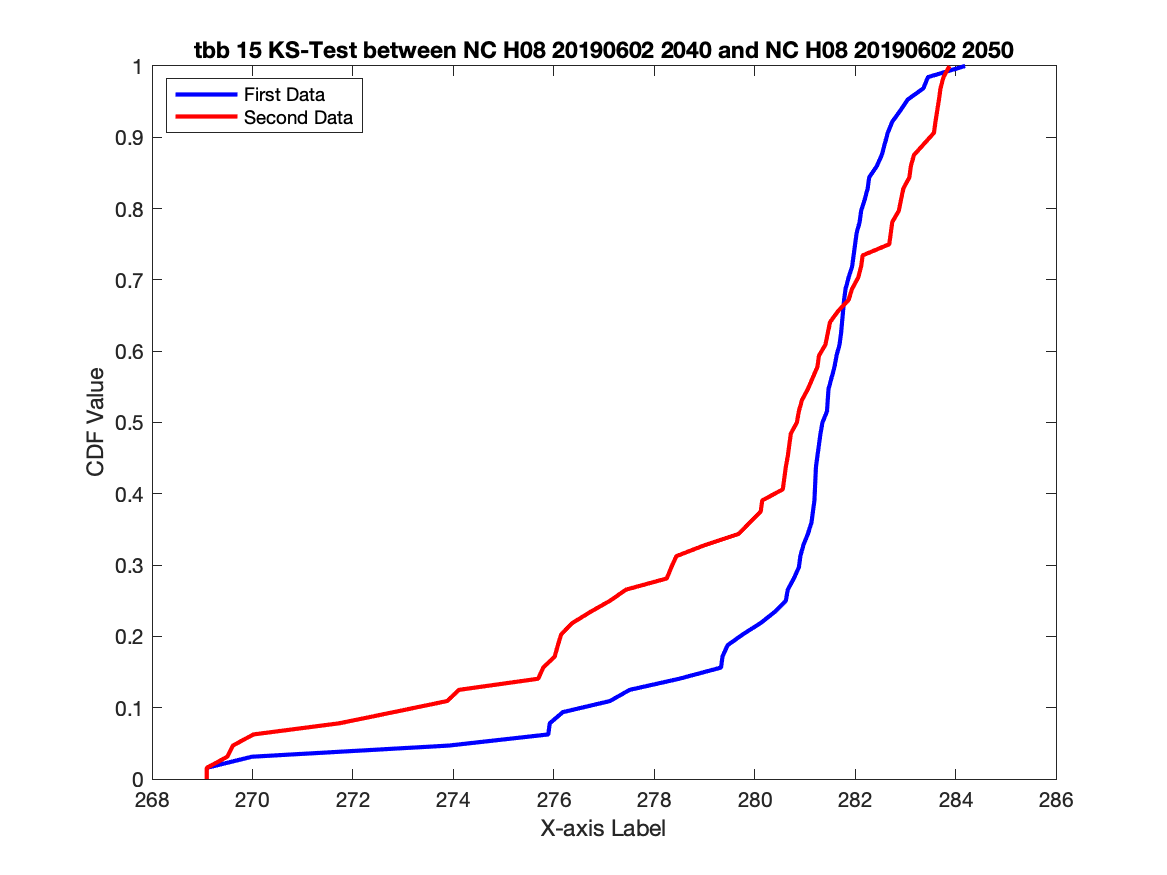 tbb 15 KS-Test between NC H08 20190602 2040 and NC H08 20190602 2050
First Data
Second Data
1
0.9
0.8
0.7
0.6
0.5
0.4
0.3
0.2
0.1
0
CDF Value
268 270 272 274 276 278 280 282 284 286
X-axis Label